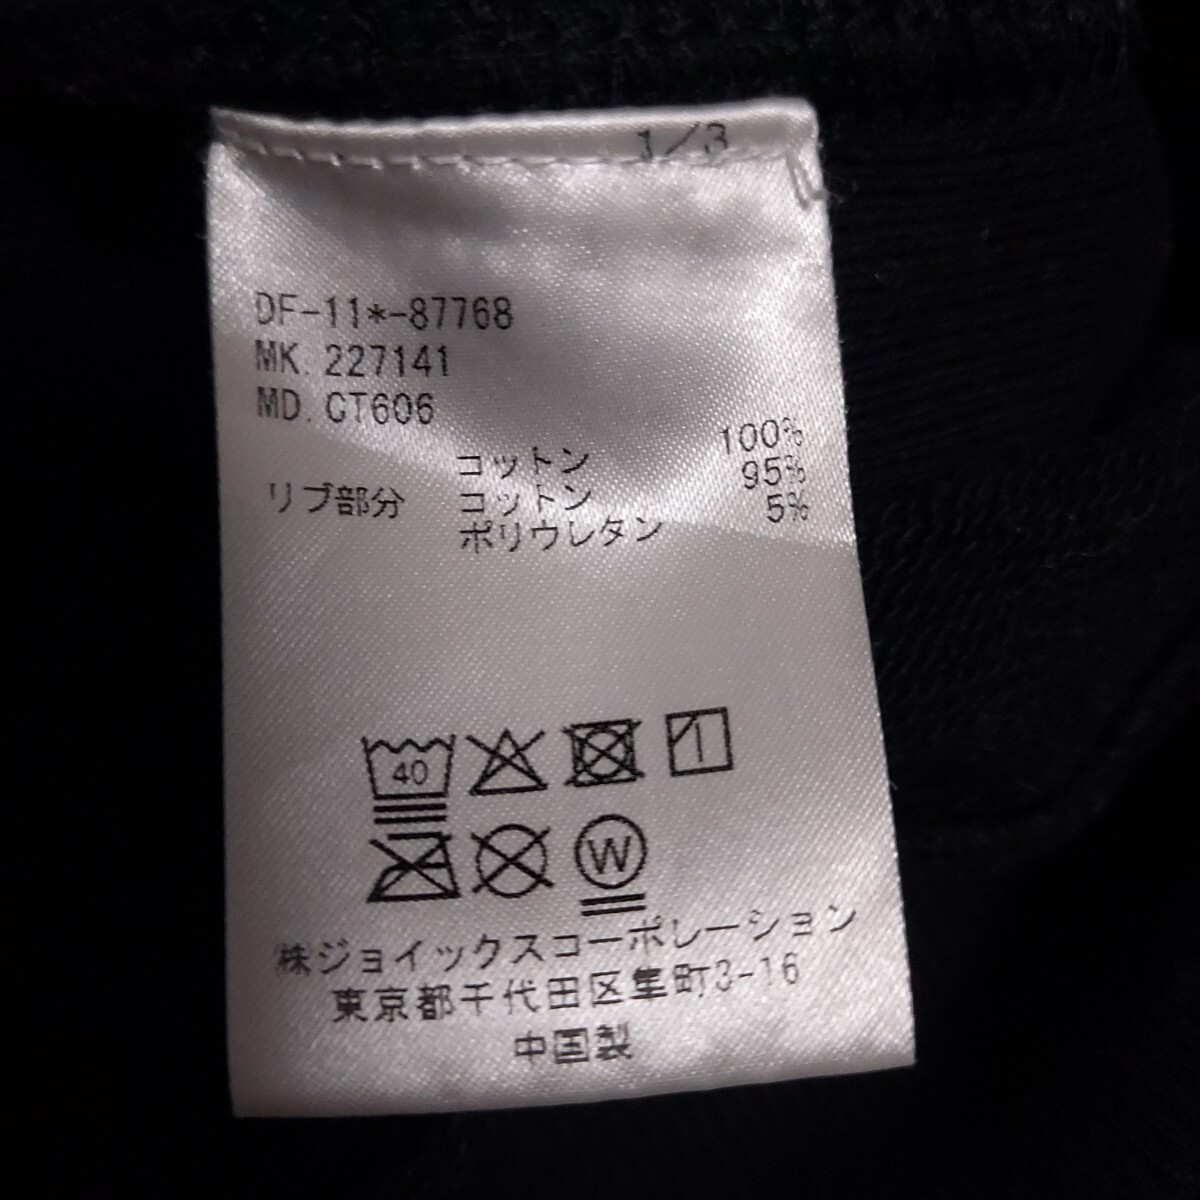 1/3
DF-11*-87768
MK. 227141
MD. CT606
コットン 100%
リブ部分 コットン 95%
ポリウレタン 5%
40
W
㈱ジョイックスコーポレーション
東京都千代田区隼町3-16
中国製